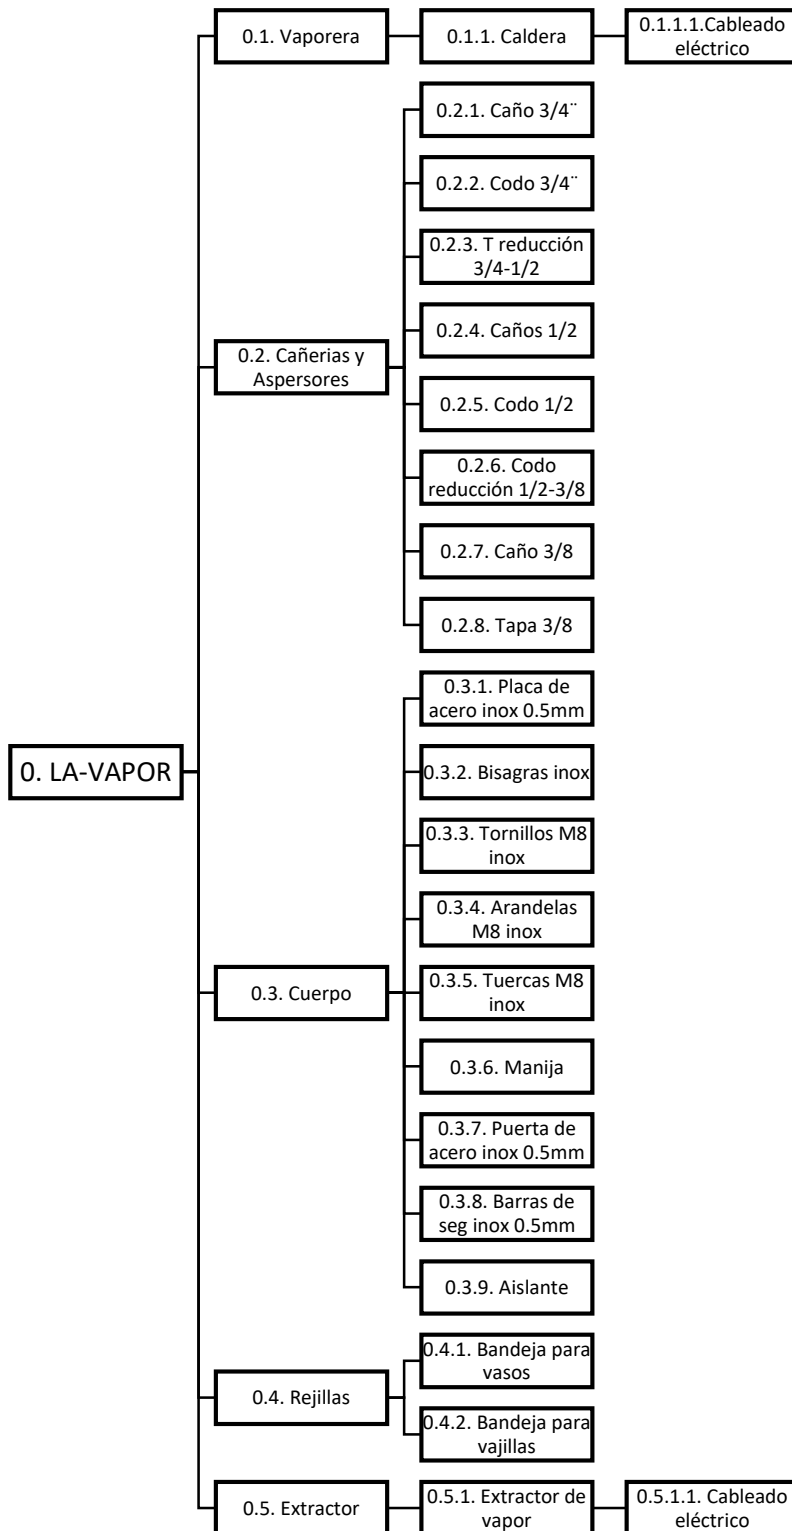 0.1. Vaporera
0.1.1. Caldera
0.1.1.1.Cableado
eléctrico
0.2.1. Caño 3/4¨
0.2.2. Codo 3/4¨
0.2.3. T reducción
3/4-1/2
0.2.4. Caños 1/2
0.2. Cañerias y
Aspersores
0.2.5. Codo 1/2
0.2.6. Codo
reducción 1/2-3/8
0.2.7. Caño 3/8
0.2.8. Tapa 3/8
0.3.1. Placa de
acero inox 0.5mm
0. LA-VAPOR
0.3.2. Bisagras inox
0.3.3. Tornillos M8
inox
0.3.4. Arandelas
M8 inox
0.3. Cuerpo
0.3.5. Tuercas M8
inox
0.3.6. Manija
0.3.7. Puerta de
acero inox 0.5mm
0.3.8. Barras de
seg inox 0.5mm
0.3.9. Aislante
0.4.1. Bandeja para
vasos
0.4. Rejillas
0.4.2. Bandeja para
vajillas
0.5. Extractor
0.5.1. Extractor de
vapor
0.5.1.1. Cableado
eléctrico